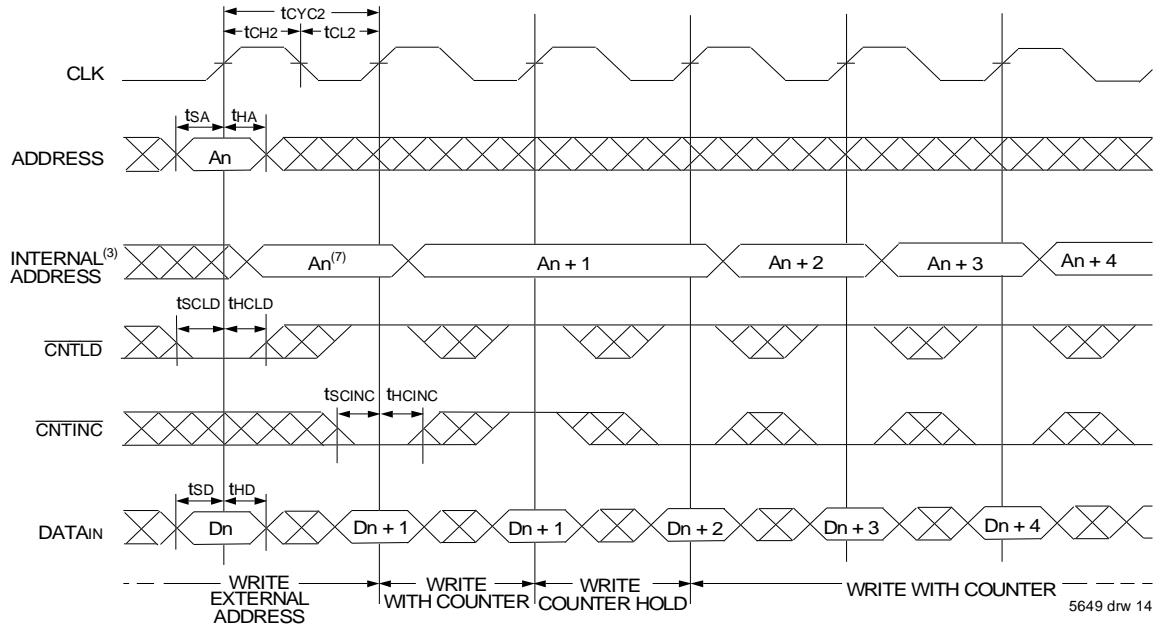 tCYC2
tCH2 tCL2
CLK
tSA tHA
ADDRESS An
INTERNAL(3)
ADDRESS
An(7) An + 1 An + 2 An + 3 An + 4
tSCLD tHCLD
CNTLD
tSCINC tHCINC
CNTINC
tSD tHD
DATAIN Dn Dn + 1 Dn + 1 Dn + 2 Dn + 3 Dn + 4
WRITE
EXTERNAL
ADDRESS
WRITE
WITH COUNTER
WRITE
COUNTER HOLD
WRITE WITH COUNTER
5649 drw 14